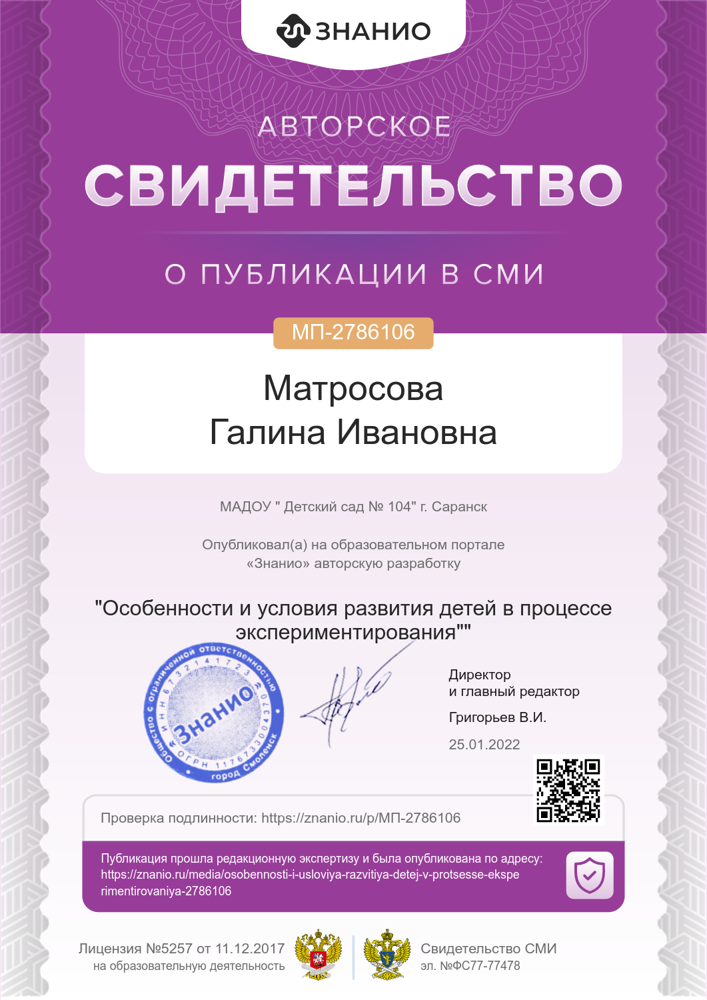 ЗНАНИО
АВТОРСКОЕ
СВИДЕТЕЛЬСТВО
О ПУБЛИКАЦИИ В СМИ
МП-2786106
Матросова
Галина Ивановна
МАДОУ " Детский сад № 104" г. Саранск
Опубликовал(а) на образовательном портале
«Знанио» авторскую разработку
"Особенности и условия развития детей в процессе
экспериментирования""
Общество с ограниченной ответственностью
город Смоленск
ИНН 6732141723
ОГРН 1176733004370
«Знанио»
Директор
и главный редактор
Григорьев В.И.
25.01.2022
Проверка подлинности: https://znanio.ru/p/МП-2786106
Публикация прошла редакционную экспертизу и была опубликована по адресу:
https://znanio.ru/media/osobennosti-i-usloviya-razvitiya-detej-v-protsesse-ekspe
rimentirovaniya-2786106
Лицензия №5257 от 11.12.2017
на образовательную деятельность
Свидетельство СМИ
эл. №ФС77-77478